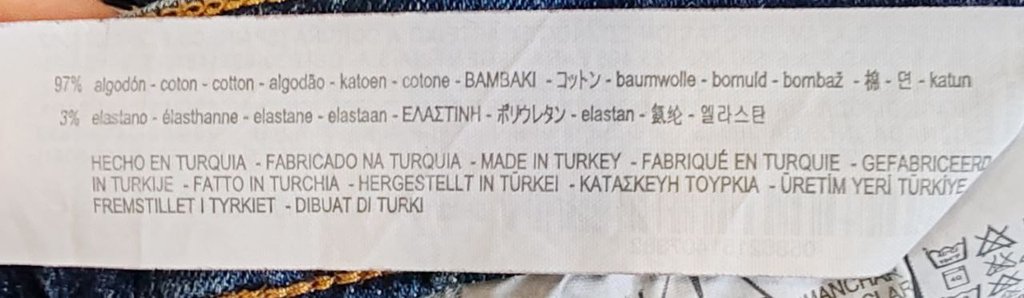 97% algodón - coton - cotton - algodão - katoen - cotone - BAMBAKI - コットン - baumwolle - bomuld - bombaž - 棉 - 면 - katun
3% elastano - élasthanne - elastane - elastaan - ΕΛΑΣΤΙΝΗ - ポリウレタン - elastan - 氨纶 - 엘라스탄
HECHO EN TURQUIA - FABRICADO NA TURQUIA - MADE IN TURKEY - FABRIQUÉ EN TURQUIE - GEFABRICEERD
IN TURKIJE - FATTO IN TURCHIA - HERGESTELLT IN TÜRKEI - ΚΑΤΑΣΚΕΥΗ ΤΟΥΡΚΙΑ - ÜRETİM YERİ TÜRKİYE
FREMSTILLET I TYRKIET - DIBUAT DI TURKI